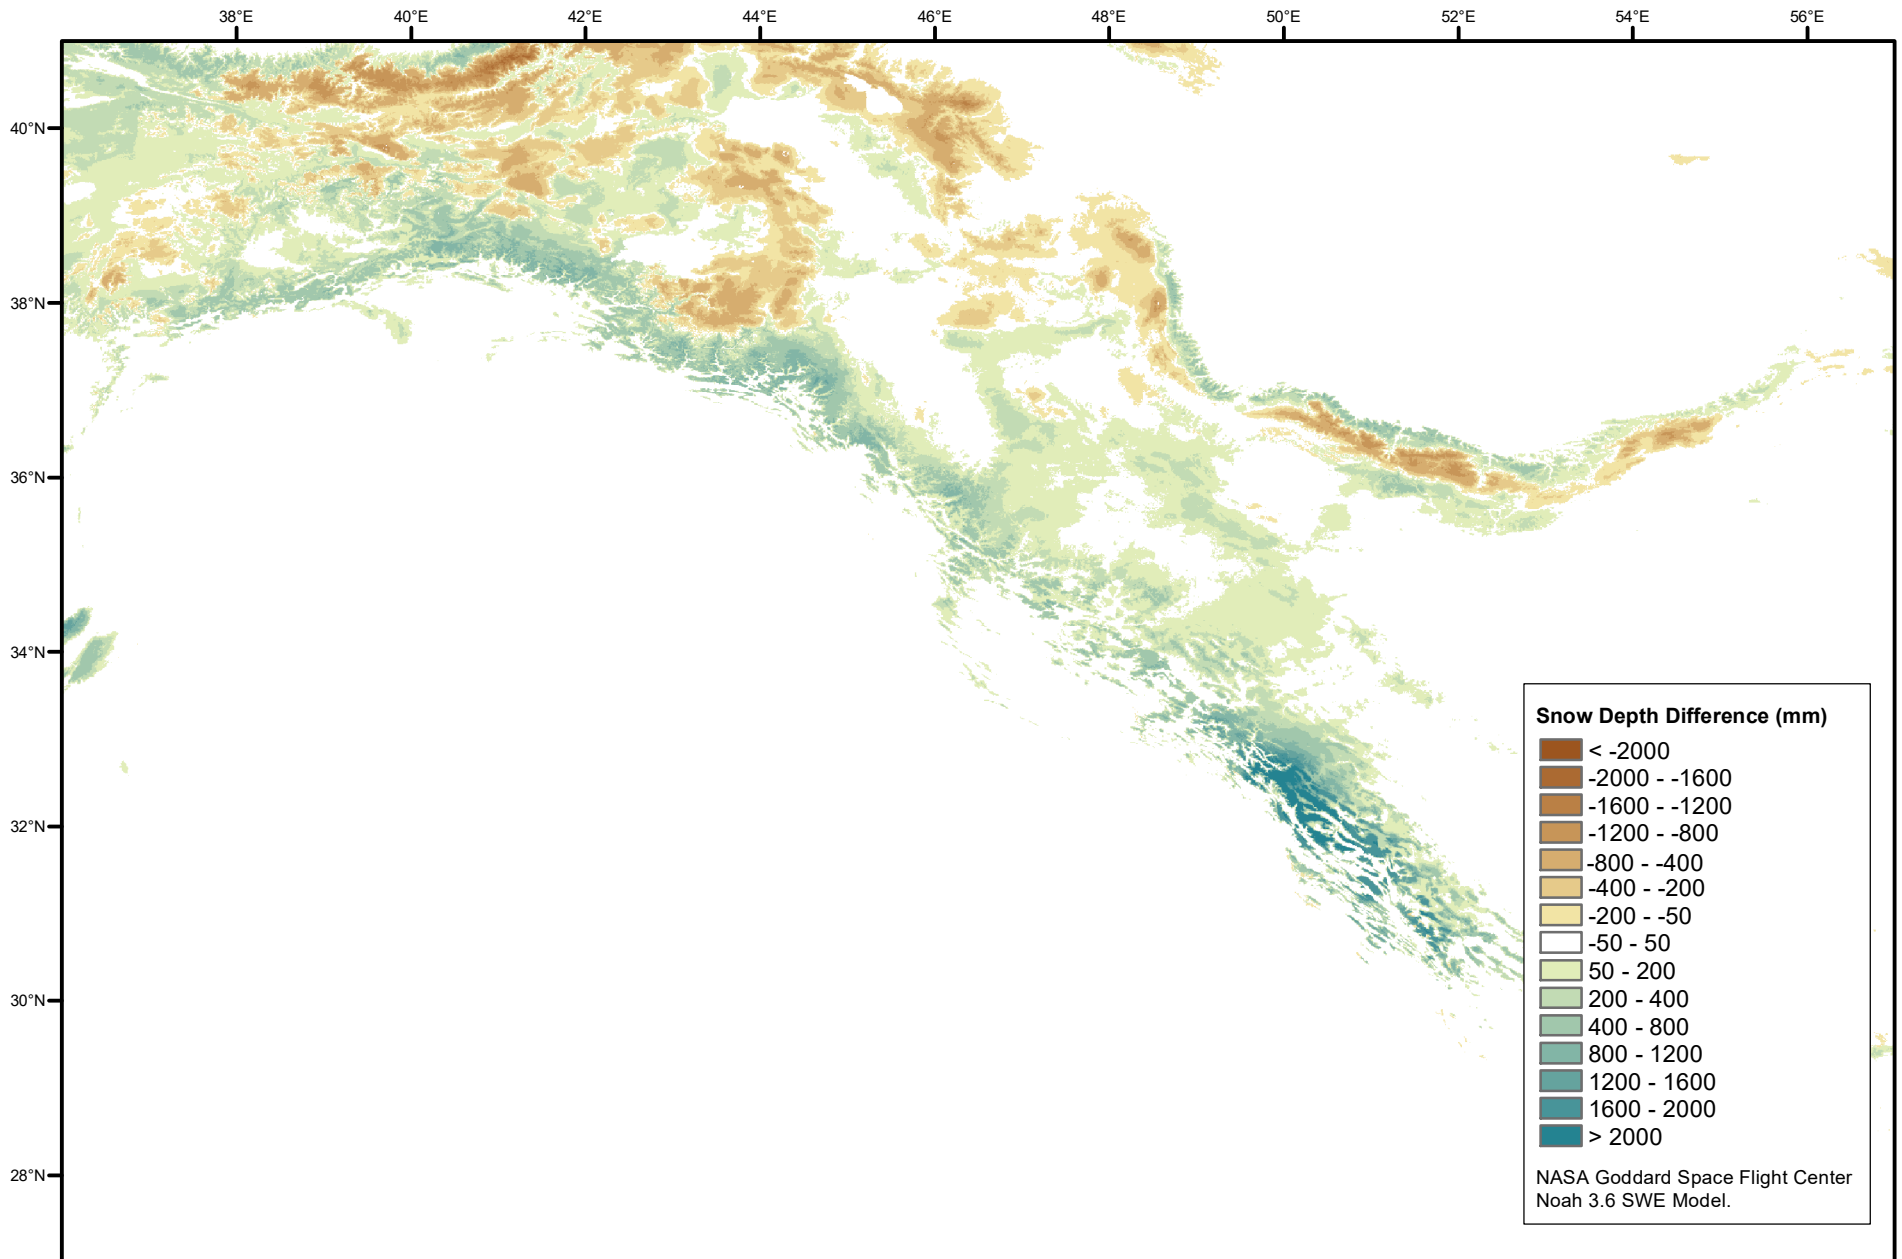 38°E 40°E 42°E 44°E 46°E 48°E 50°E 52°E 54°E 56°E
40°N
38°N
36°N
34°N
32°N
30°N
28°N
Snow Depth Difference (mm)
< -2000
-2000 - -1600
-1600 - -1200
-1200 - -800
-800 - -400
-400 - -200
-200 - -50
-50 - 50
50 - 200
200 - 400
400 - 800
800 - 1200
1200 - 1600
1600 - 2000
> 2000
NASA Goddard Space Flight Center
Noah 3.6 SWE Model.